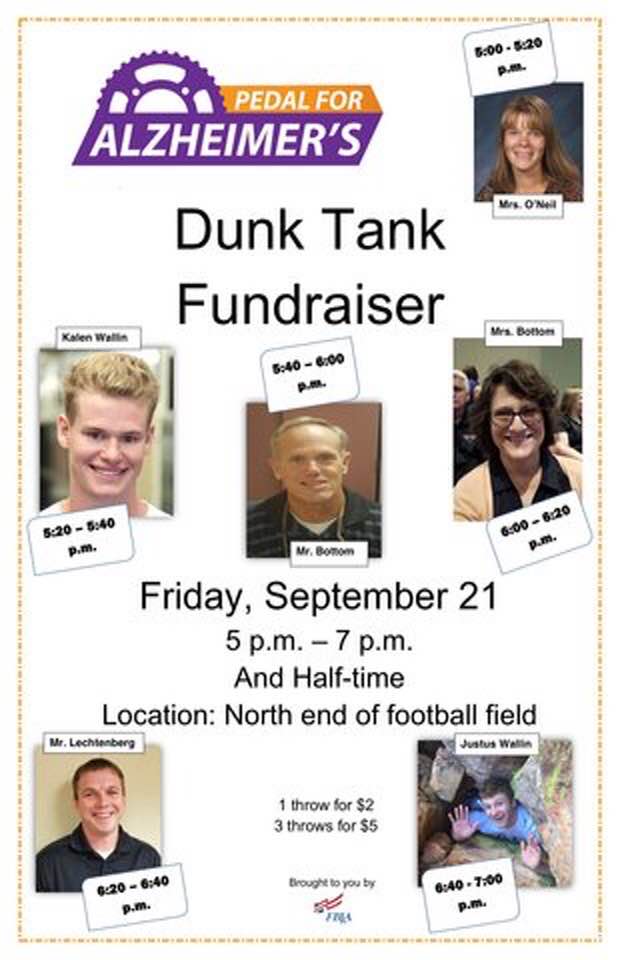 5:00 - 5:20
p.m.
PEDAL FOR
ALZHEIMER'S
Mrs. O'Neil
Dunk Tank
Fundraiser
Kalen Wallin
5:20 – 5:40
p.m.
5:40 – 6:00
p.m.
Mr. Bottom
Mrs. Bottom
6:00 – 6:20
p.m.
Friday, September 21
5 p.m. – 7 p.m.
And Half-time
Location: North end of football field
Mr. Lechtenberg
6:20 – 6:40
p.m.
1 throw for $2
3 throws for $5
Brought to you by
FBLA
Justus Wallin
6:40 - 7:00
p.m.